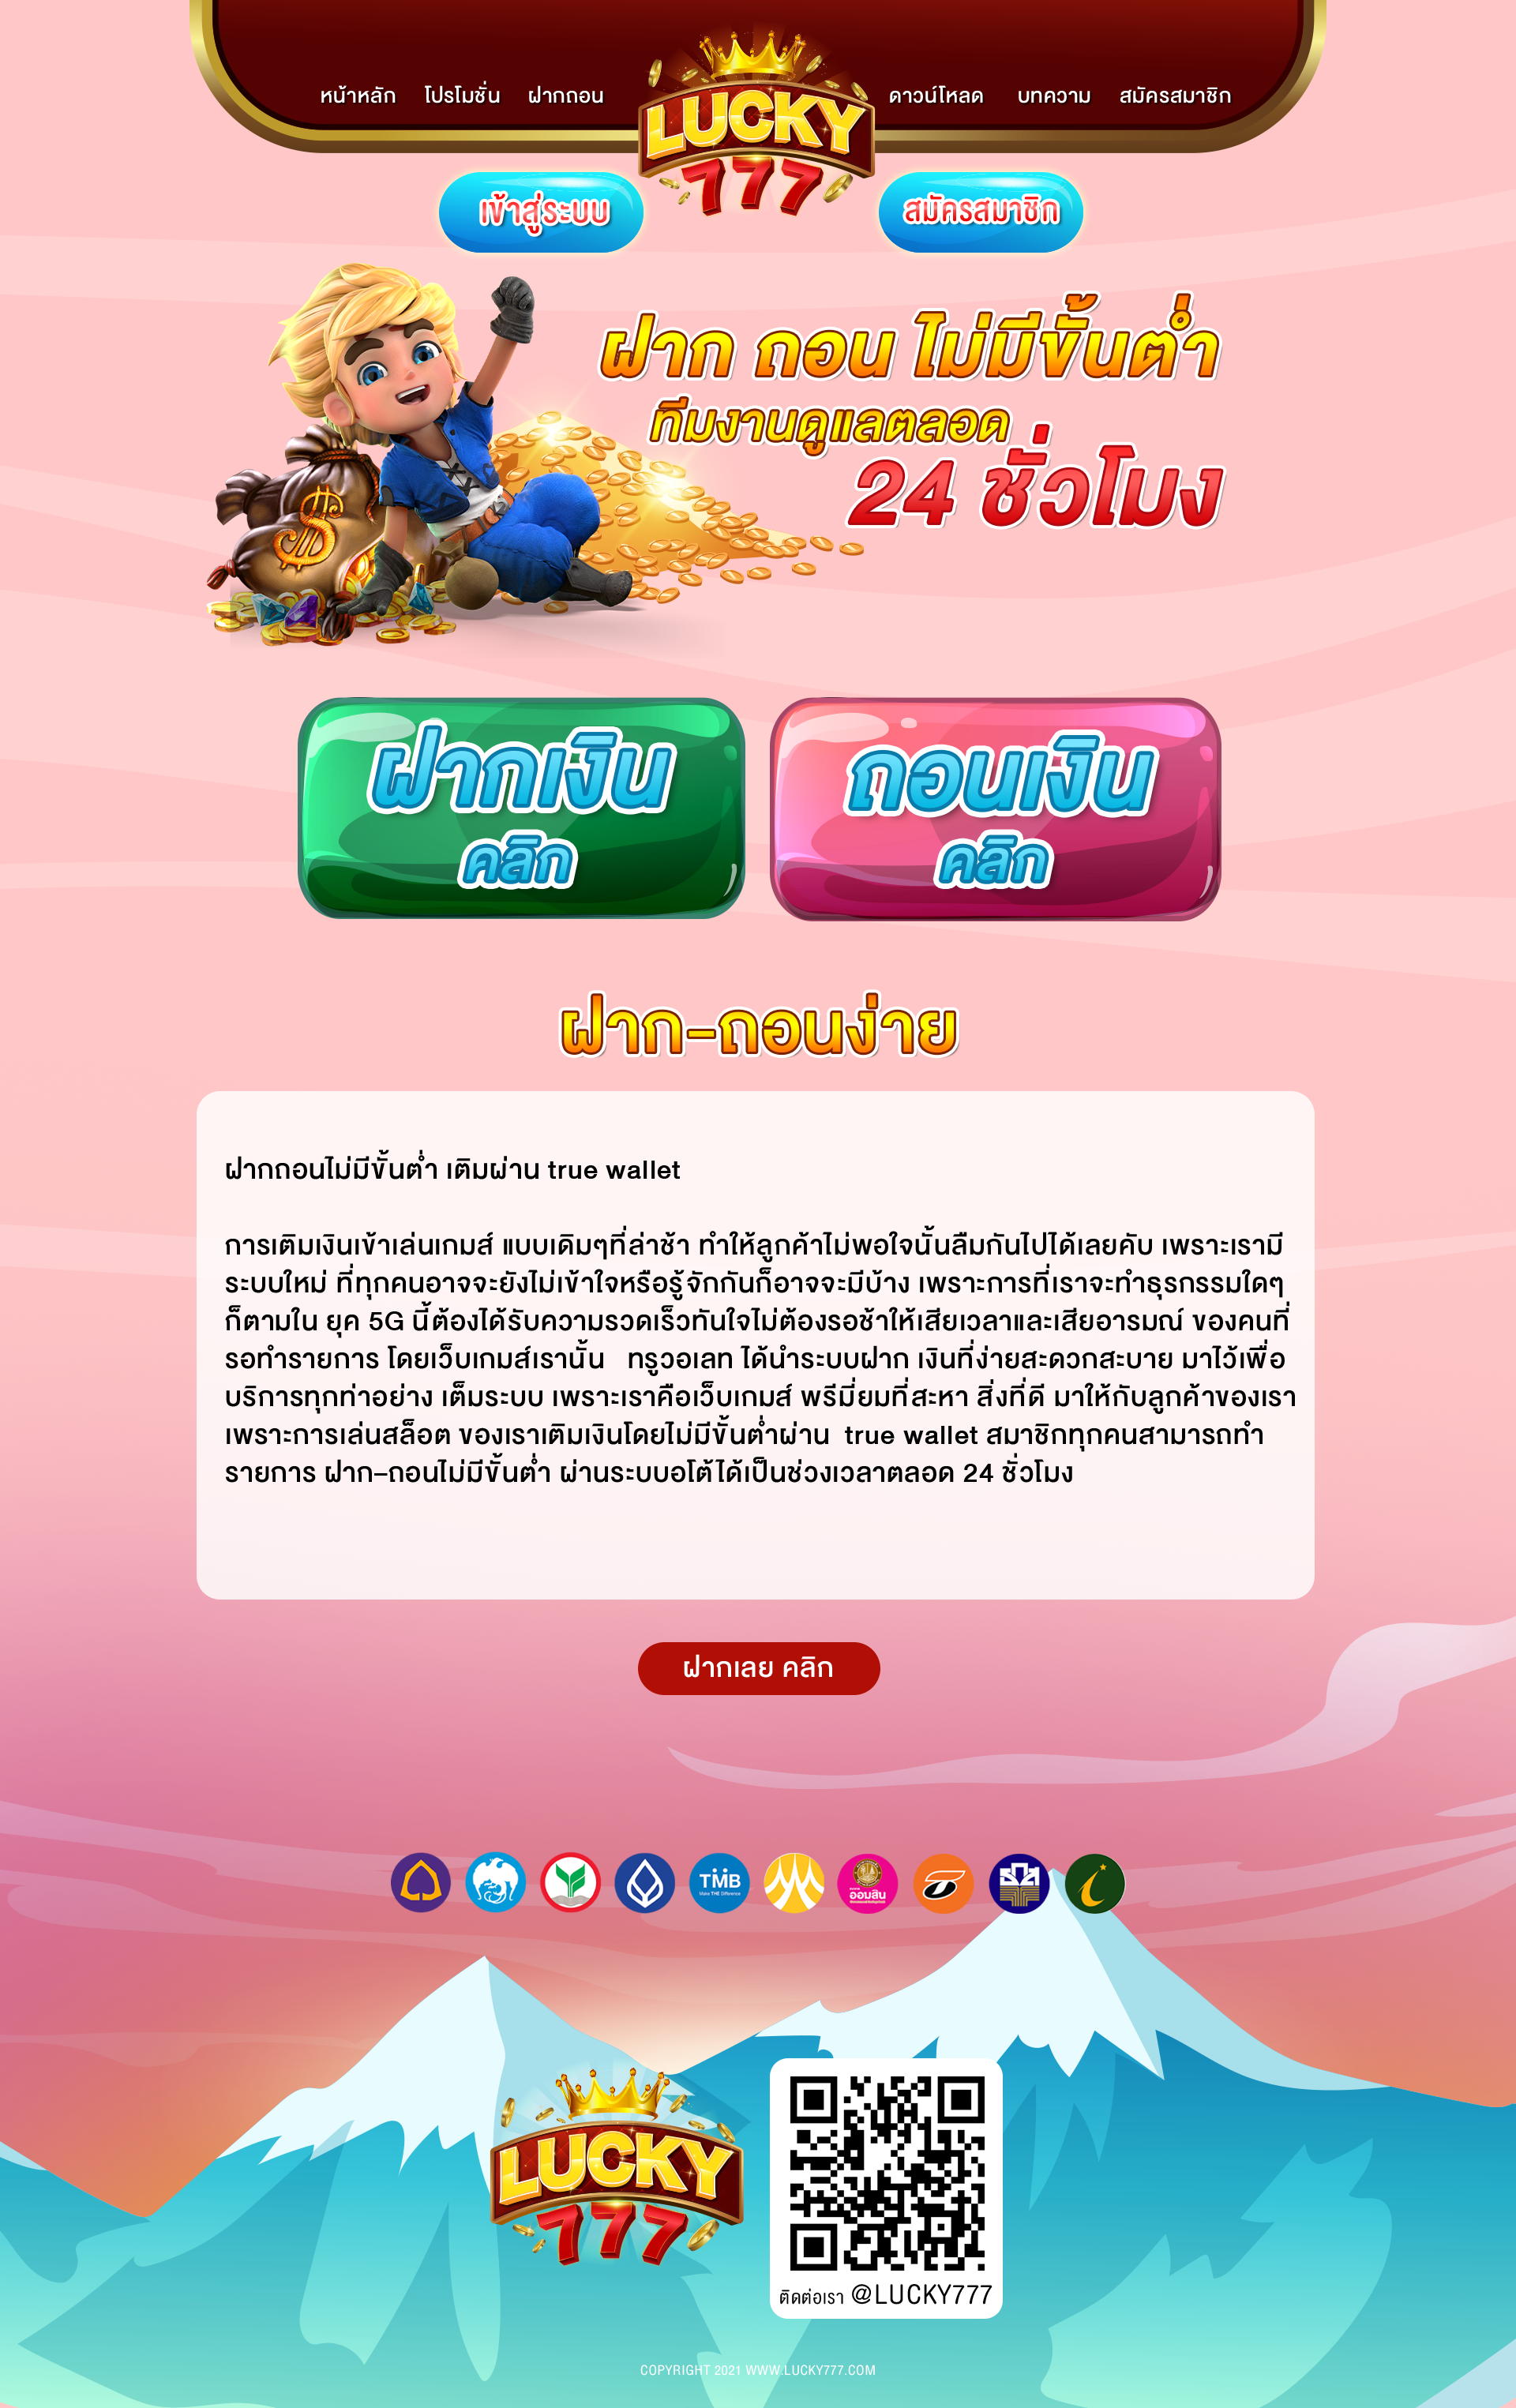 หน้าหลัก โปรโมชั่น ฝากถอน
LUCKY
777
ดาวน์โหลด บทความ สมัครสมาชิก
เข้าสู่ระบบ
สมัครสมาชิก
ฝาก ถอน ไม่มีขั้นต่ำ
ทีมงานดูแลตลอด
24 ชั่วโมง
ฝากเงิน
คลิก
ถอนเงิน
คลิก
ฝาก-ถอนง่าย
ฝากถอนไม่มีขั้นต่ำ เติมผ่าน true wallet
การเติมเงินเข้าเล่นเกมส์ แบบเดิมๆที่ล่าช้า ทำให้ลูกค้าไม่พอใจนั้นลืมกันไปได้เลยคับ เพราะเรามี
ระบบใหม่ ที่ทุกคนอาจจะยังไม่เข้าใจหรือรู้จักกันก็อาจจะมีบ้าง เพราะการที่เราจะทำธุรกรรมใดๆ
ก็ตามใน ยุค 5G นี้ต้องได้รับความรวดเร็วทันใจไม่ต้องรอช้าให้เสียเวลาและเสียอารมณ์ ของคนที่
รอทำรายการ โดยเว็บเกมส์เรานั้น ทรูวอเลท ได้นำระบบฝาก เงินที่ง่ายสะดวกสะบาย มาไว้เพื่อ
บริการทุกท่าอย่าง เต็มระบบ เพราะเราคือเว็บเกมส์ พรีมี่ยมที่สะหา สิ่งที่ดี มาให้กับลูกค้าของเรา
เพราะการเล่นสล็อต ของเราเติมเงินโดยไม่มีขั้นต่ำผ่าน true wallet สมาชิกทุกคนสามารถทำ
รายการ ฝาก–ถอนไม่มีขั้นต่ำ ผ่านระบบอโต้ได้เป็นช่วงเวลาตลอด 24 ชั่วโมง
ฝากเลย คลิก
TMB
Make THE Difference
ออมสิน
LUCKY
777
ติดต่อเรา @LUCKY777
COPYRIGHT 2021 WWW.LUCKY777.COM